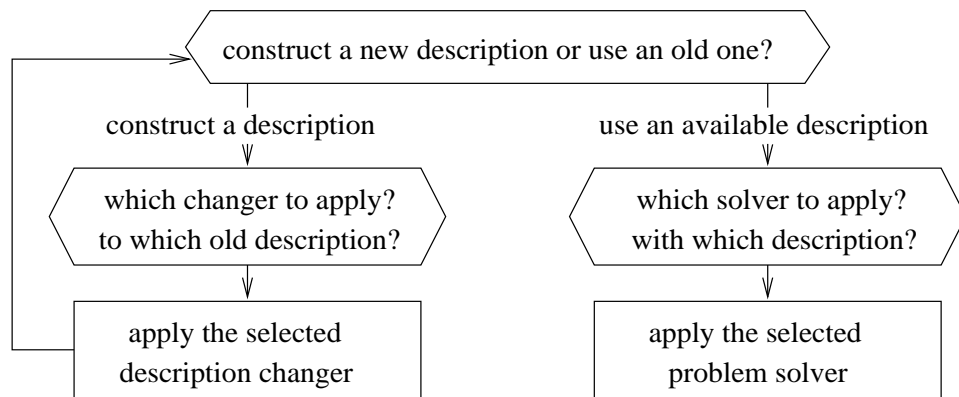 construct a new description or use an old one?
construct a description
use an available description
which changer to apply?
to which old description?
which solver to apply?
with which description?
apply the selected
description changer
apply the selected
problem solver